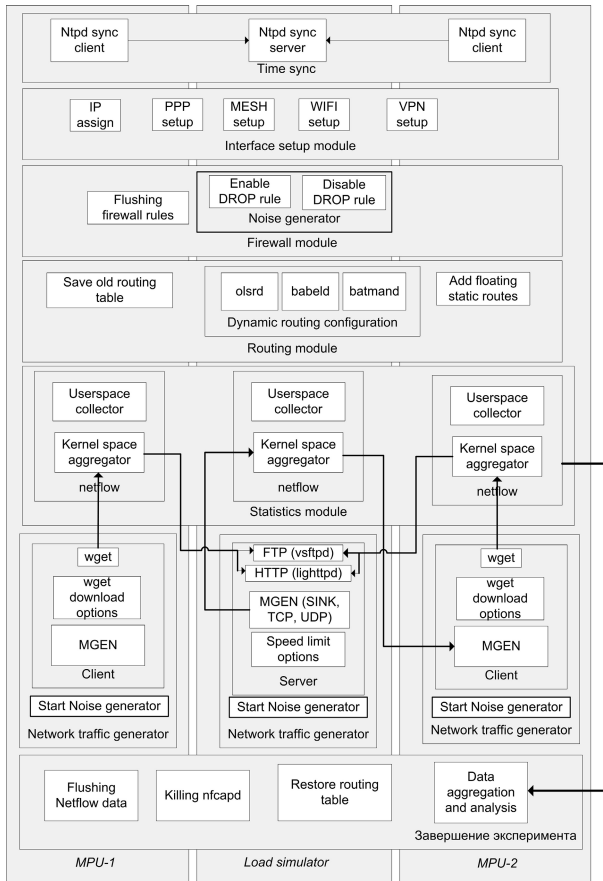 Ntpd sync
client
Ntpd sync
server
Ntpd sync
client
Time sync
IP
assign
PPP
setup
MESH
setup
WIFI
setup
VPN
setup
Interface setup module
Flushing
firewall rules
Enable
DROP rule
Disable
DROP rule
Noise generator
Firewall module
Save old routing
table
olsrd
babeld
batmand
Dynamic routing configuration
Add floating
static routes
Routing module
Userspace
collector
Kernel space
aggregator
netflow
Userspace
collector
Kernel space
aggregator
netflow
Userspace
collector
Kernel space
aggregator
netflow
Statistics module
wget
wget
download
options
MGEN
Client
Start Noise generator
Network traffic generator
FTP (vsftpd)
HTTP (lighttpd)
MGEN (SINK,
TCP, UDP)
Speed limit
options
Server
Start Noise generator
Network traffic generator
wget
wget
download
options
MGEN
Client
Start Noise generator
Network traffic generator
Flushing
Netflow data
Killing nfcapd
Restore routing
table
Data
aggregation
and analysis
Завершение эксперимента
MPU-1
Load simulator
MPU-2